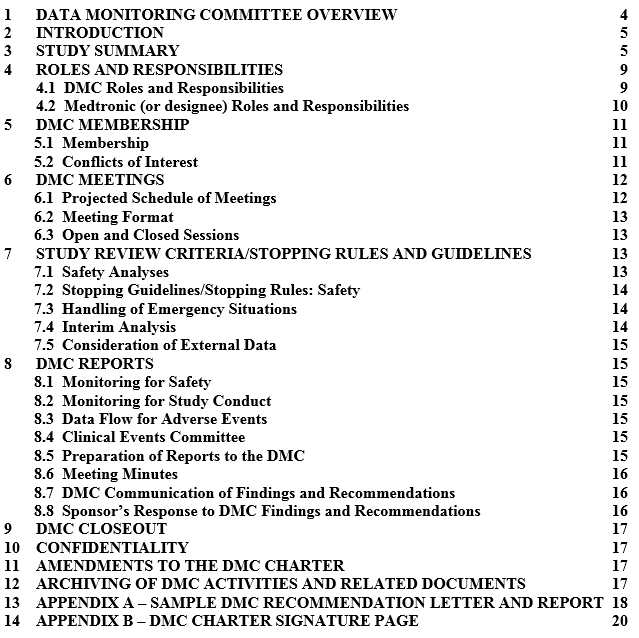 1 DATA MONITORING COMMITTEE OVERVIEW 4
2 INTRODUCTION 5
3 STUDY SUMMARY 5
4 ROLES AND RESPONSIBILITIES 9
4.1 DMC Roles and Responsibilities 9
4.2 Medtronic (or designee) Roles and Responsibilities 10
5 DMC MEMBERSHIP 11
5.1 Membership 11
5.2 Conflicts of Interest 11
6 DMC MEETINGS 12
6.1 Projected Schedule of Meetings 12
6.2 Meeting Format 13
6.3 Open and Closed Sessions 13
7 STUDY REVIEW CRITERIA/STOPPING RULES AND GUIDELINES 13
7.1 Safety Analyses 13
7.2 Stopping Guidelines/Stopping Rules: Safety 14
7.3 Handling of Emergency Situations 14
7.4 Interim Analysis 14
7.5 Consideration of External Data 15
8 DMC REPORTS 15
8.1 Monitoring for Safety 15
8.2 Monitoring for Study Conduct 15
8.3 Data Flow for Adverse Events 15
8.4 Clinical Events Committee 15
8.5 Preparation of Reports to the DMC 15
8.6 Meeting Minutes 16
8.7 DMC Communication of Findings and Recommendations 16
8.8 Sponsor's Response to DMC Findings and Recommendations 16
9 DMC CLOSEOUT 17
10 CONFIDENTIALITY 17
11 AMENDMENTS TO THE DMC CHARTER 17
12 ARCHIVING OF DMC ACTIVITIES AND RELATED DOCUMENTS 17
13 APPENDIX A – SAMPLE DMC RECOMMENDATION LETTER AND REPORT 18
14 APPENDIX B – DMC CHARTER SIGNATURE PAGE 20